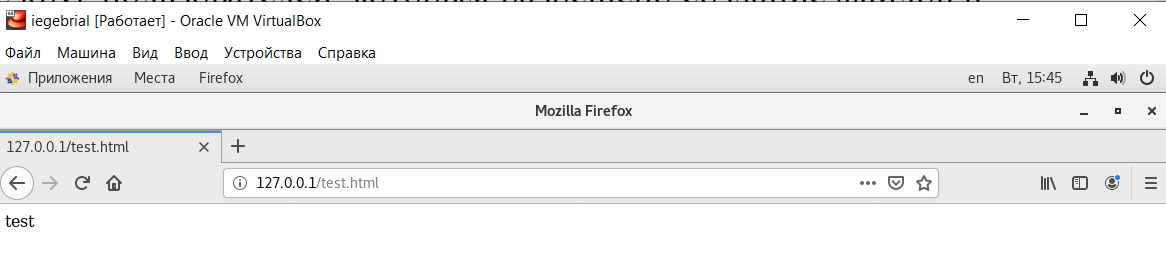 iegebrial [Работает] - Oracle VM VirtualBox
Файл Машина Вид Ввод Устройства Справка
Приложения Места Firefox en Вт, 15:45
Mozilla Firefox
127.0.0.1/test.html
127.0.0.1/test.html
test